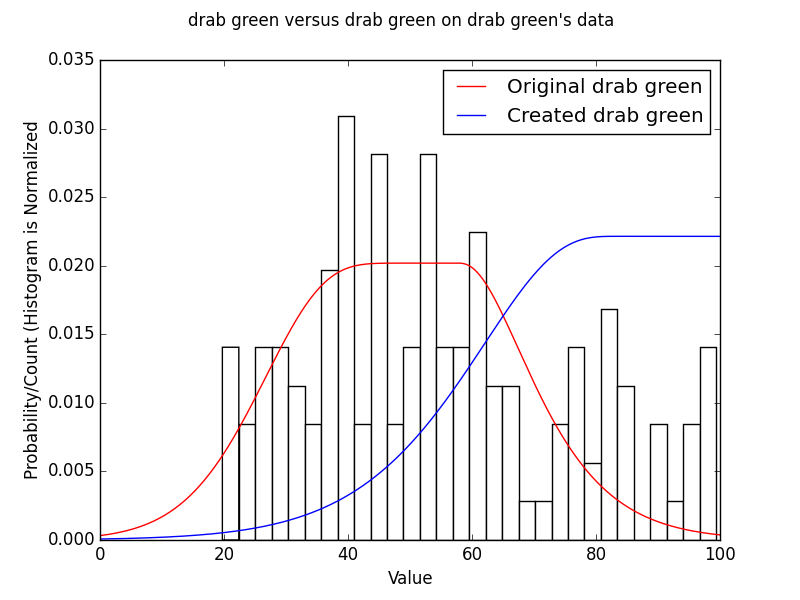 drab green versus drab green on drab green's data
Original drab green
Created drab green
Probability/Count (Histogram is Normalized
0.035
0.030
0.025
0.020
0.015
0.010
0.005
0.000
0 20 40 60 80 100
Value